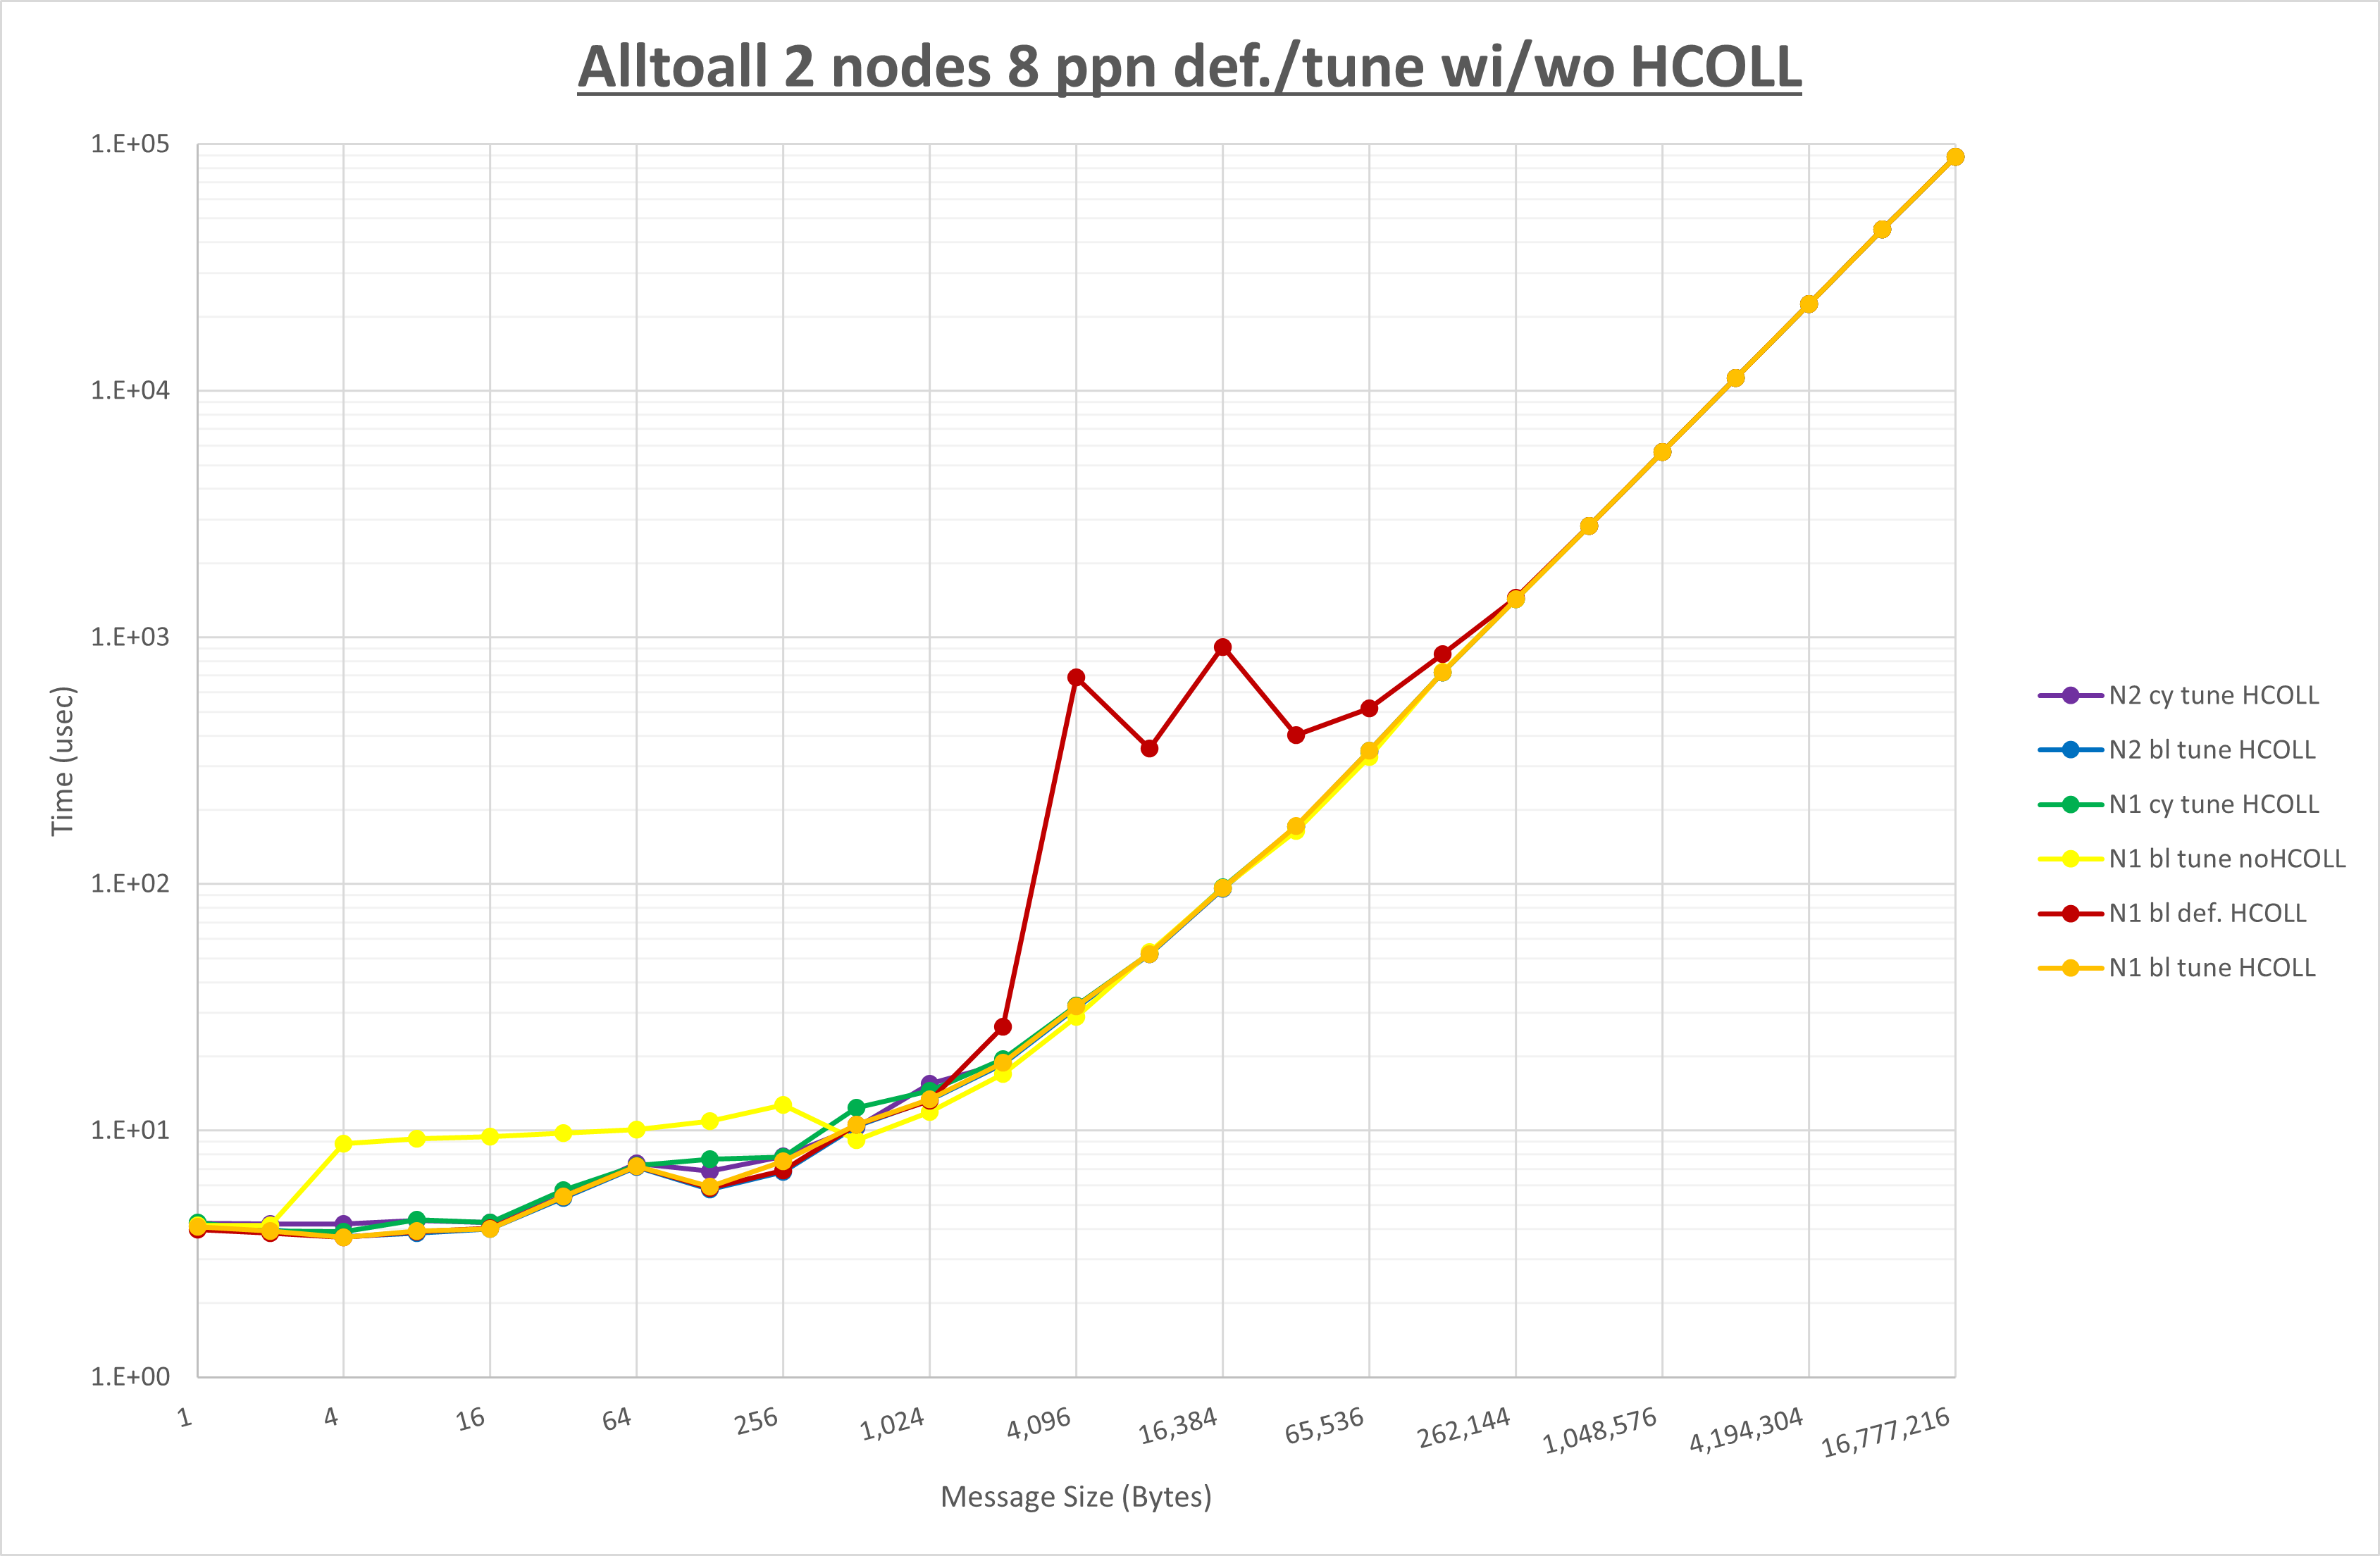 Alltoall 2 nodes 8 ppn def./tune wi/wo HCOLL
1.E+05
1.E+04
1.E+03
1.E+02
1.E+01
1.E+00
Time (usec)
1
4
16
64
256
1,024
4,096
16,384
65,536
262,144
1,048,576
4,194,304
16,777,216
Message Size (Bytes)
N2 cy tune HCOLL
N2 bl tune HCOLL
N1 cy tune HCOLL
N1 bl tune noHCOLL
N1 bl def. HCOLL
N1 bl tune HCOLL